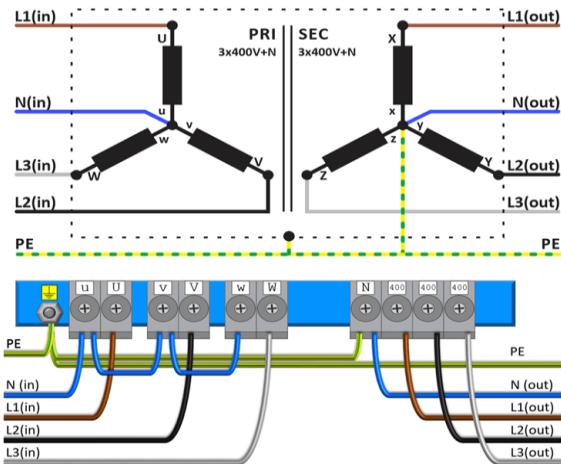 L1(in)
L1(out)
U
X
PRI
SEC
3x400V+N
3x400V+N
N(in)
u
x
N(out)
v
y
w
z
L3(in)
W
V
Z
Y
L2(out)
L2(in)
L3(out)
PE
PE
u U v V w W N 400 400 400
PE
PE
N (in)
N (out)
L1(in)
L1(out)
L2(in)
L2(out)
L3(in)
L3(out)